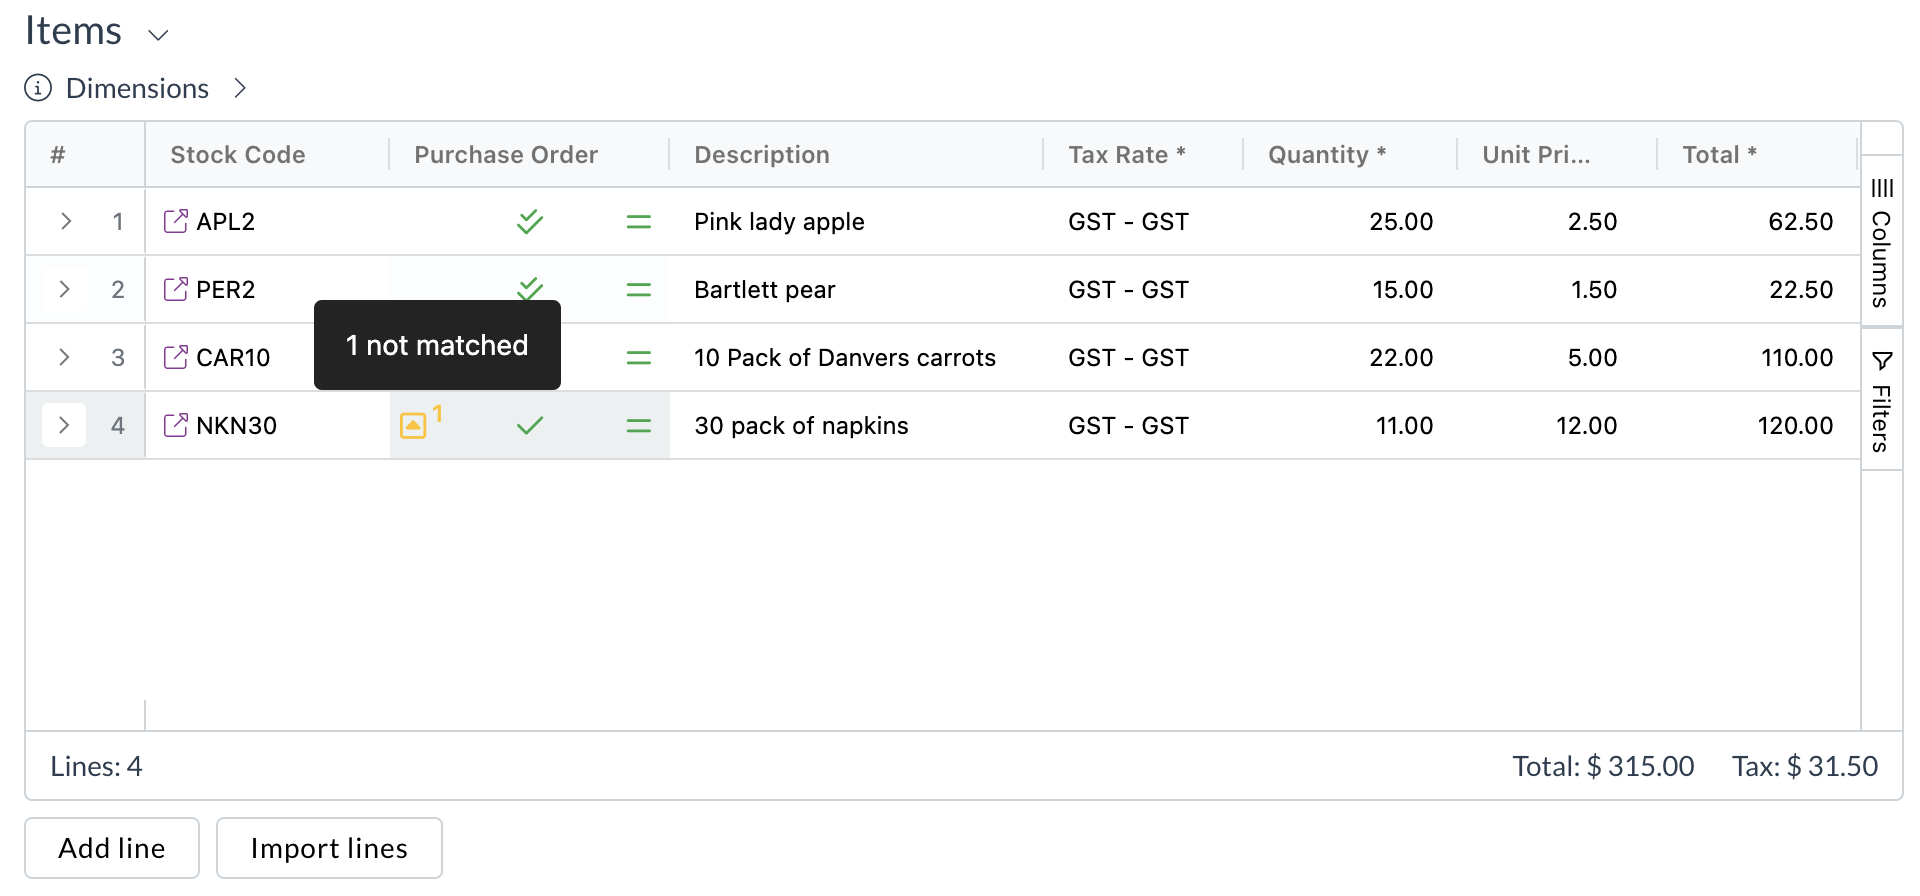 Items
Dimensions
# Stock Code Purchase Order Description Tax Rate * Quantity * Unit Pri... Total *
1 APL2 Pink lady apple GST - GST 25.00 2.50 62.50
2 PER2 Bartlett pear GST - GST 15.00 1.50 22.50
1 not matched
3 CAR10 10 Pack of Danvers carrots GST - GST 22.00 5.00 110.00
4 NKN30 1 30 pack of napkins GST - GST 11.00 12.00 120.00
Columns
Filters
Lines: 4 Total: $ 315.00 Tax: $ 31.50
Add line Import lines